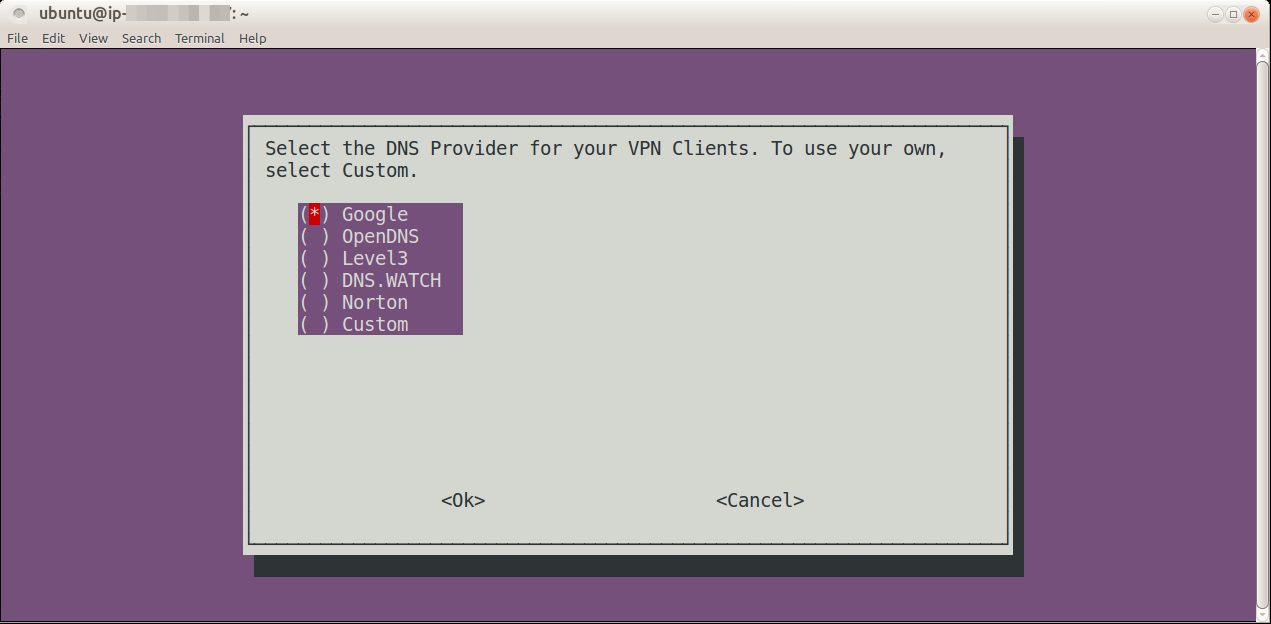 ubuntu@ip- : ~
File Edit View Search Terminal Help
Select the DNS Provider for your VPN Clients. To use your own,
select Custom.
(*) Google
( ) OpenDNS
( ) Level3
( ) DNS.WATCH
( ) Norton
( ) Custom
<Ok> <Cancel>